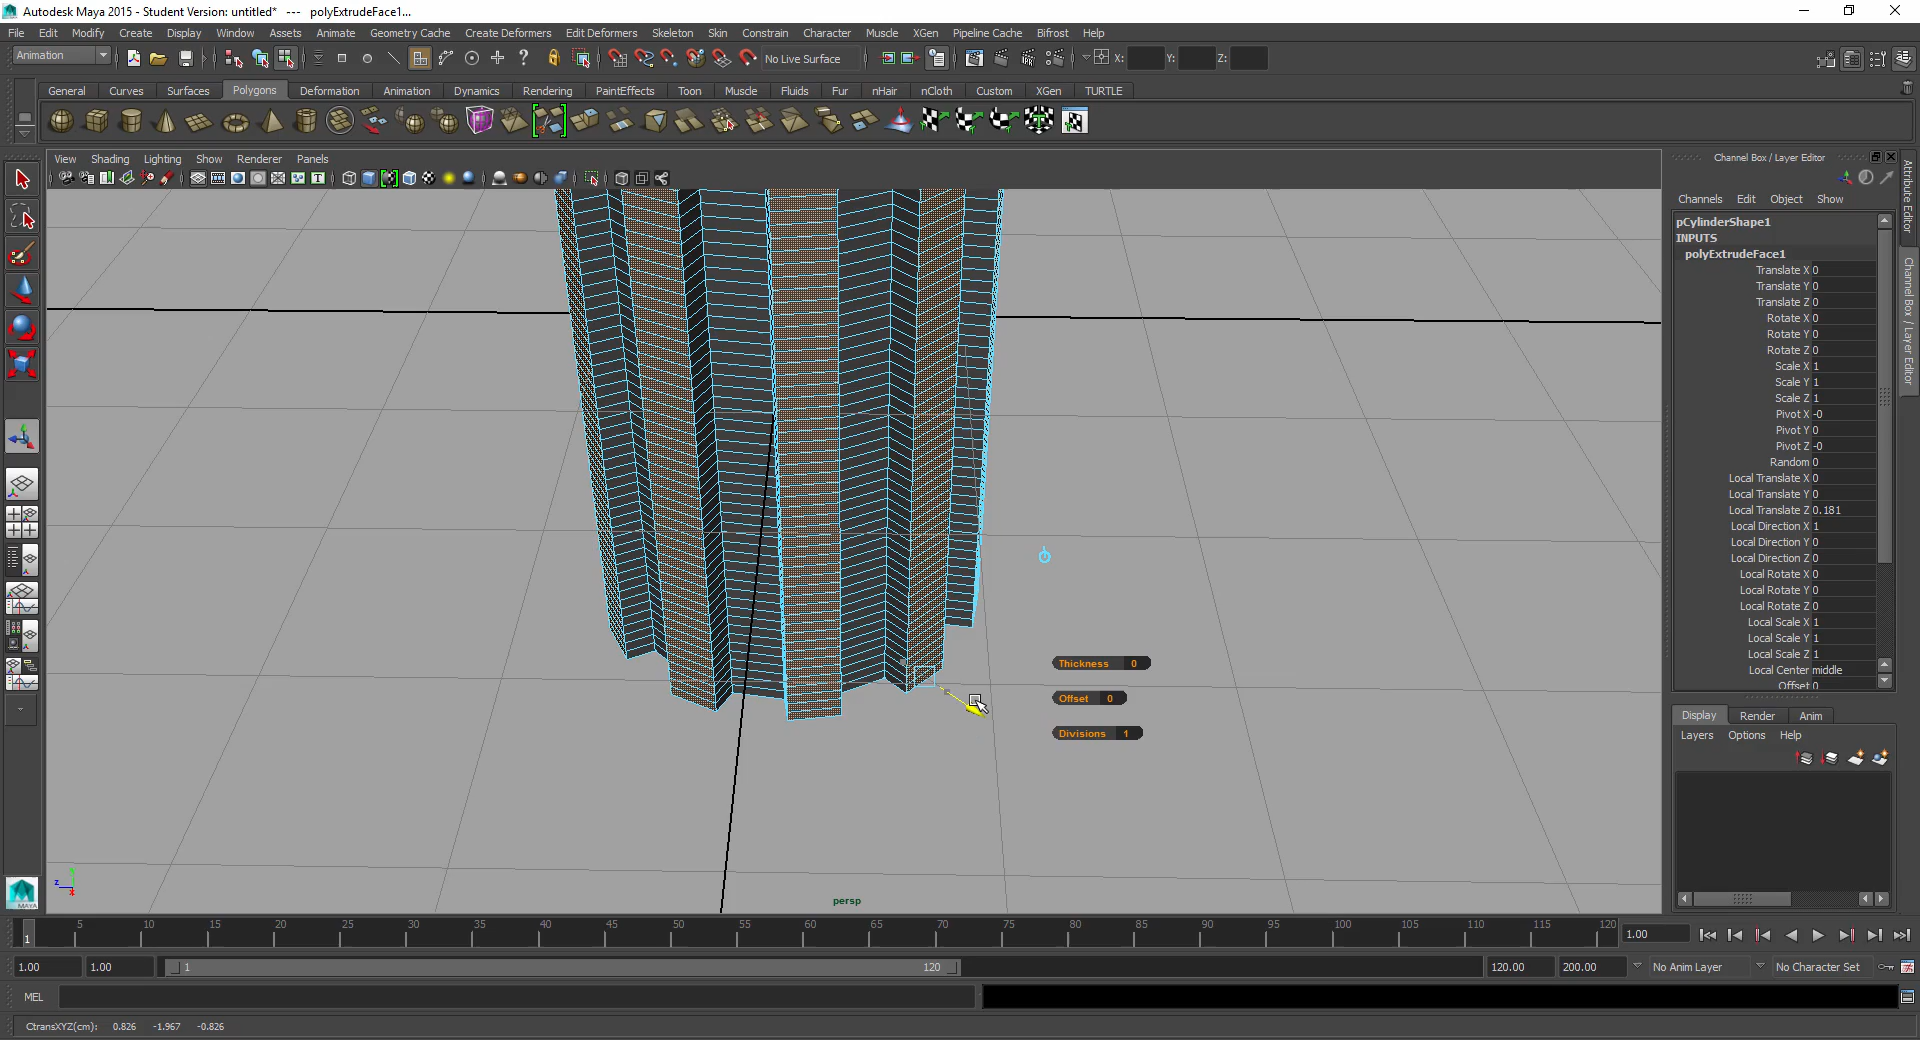 Autodesk Maya 2015 - Student Version: untitled* --- polyExtrudeFace1...
File Edit Modify Create Display Window Assets Animate Geometry Cache Create Deformers Edit Deformers Skeleton Skin Constrain Character Muscle XGen Pipeline Cache Bifrost Help
Animation No Live Surface X: Y: Z:
General Curves Surfaces Polygons Deformation Animation Dynamics Rendering PaintEffects Toon Muscle Fluids Fur nHair nCloth Custom XGen TURTLE
View Shading Lighting Show Renderer Panels
Channel Box / Layer Editor
Channels Edit Object Show
pCylinderShape1
INPUTS
polyExtrudeFace1
Translate X 0
Translate Y 0
Translate Z 0
Rotate X 0
Rotate Y 0
Rotate Z 0
Scale X 1
Scale Y 1
Scale Z 1
Pivot X -0
Pivot Y 0
Pivot Z -0
Random 0
Local Translate X 0
Local Translate Y 0
Local Translate Z 0.181
Local Direction X 1
Local Direction Y 0
Local Direction Z 0
Local Rotate X 0
Local Rotate Y 0
Local Rotate Z 0
Local Scale X 1
Local Scale Y 1
Local Scale Z 1
Local Center middle
Offset 0
Attribute Editor
Channel Box / Layer Editor
Thickness 0
Offset 0
Divisions 1
Display Render Anim
Layers Options Help
z y x
persp
MAYA
1 5 10 15 20 25 30 35 40 45 50 55 60 65 70 75 80 85 90 95 100 105 110 115 120
1.00
1.00 1.00 1 120 120.00 200.00 No Anim Layer No Character Set
MEL
CtransXYZ(cm): 0.826 -1.967 -0.826